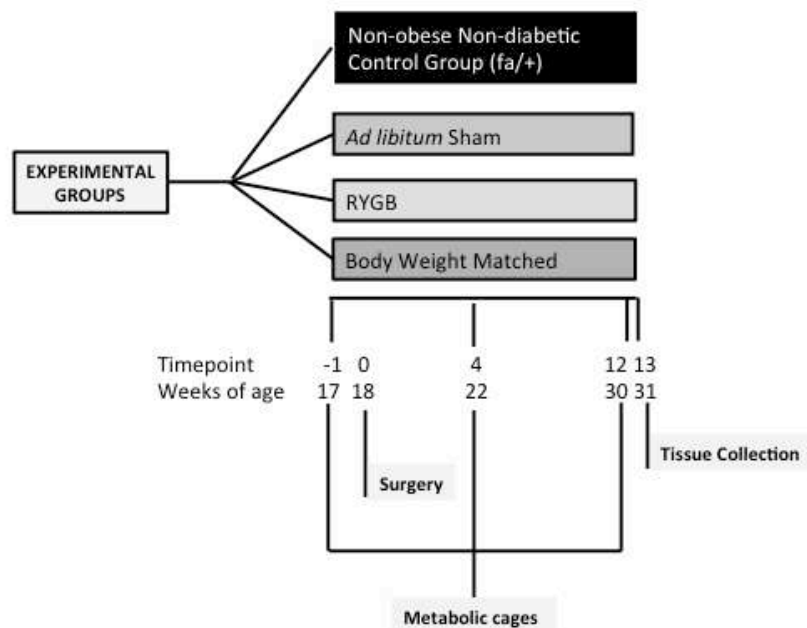 Non-obese Non-diabetic
Control Group (fa/+)
Ad libitum Sham
EXPERIMENTAL
GROUPS
RYGB
Body Weight Matched
Timepoint -1 0 4 12 13
Weeks of age 17 18 22 30 31
Tissue Collection
Surgery
Metabolic cages